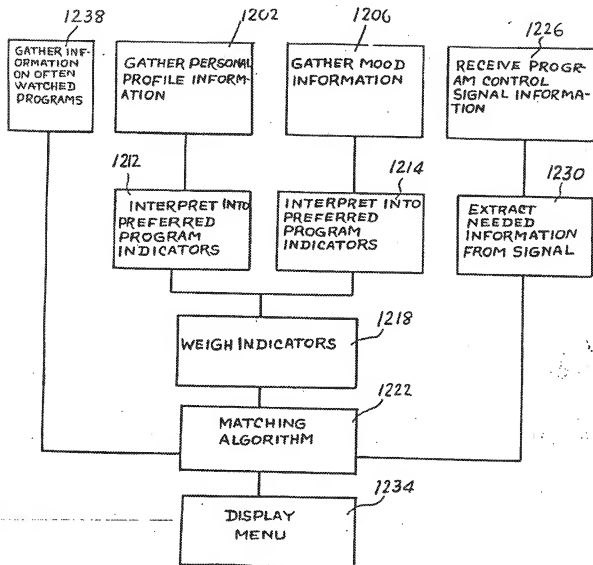 1238
GATHER IN-
FORMATION
ON OFTEN
WATCHED
PROGRAMS
1202
GATHER PERSONAL
PROFILE INFORM-
ATION
1206
GATHER MOOD
INFORMATION
1226
RECEIVE PROGR-
AM CONTROL
SIGNAL INFORMA-
TION
1212
INTERPRET INTO
PREFERRED
PROGRAM
INDICATORS
1214
INTERPRET INTO
PREFERRED
PROGRAM
INDICATORS
1230
EXTRACT
NEEDED
INFORMATION
FROM SIGNAL
1218
WEIGH INDICATORS
1222
MATCHING
ALGORITHM
1234
DISPLAY
MENU